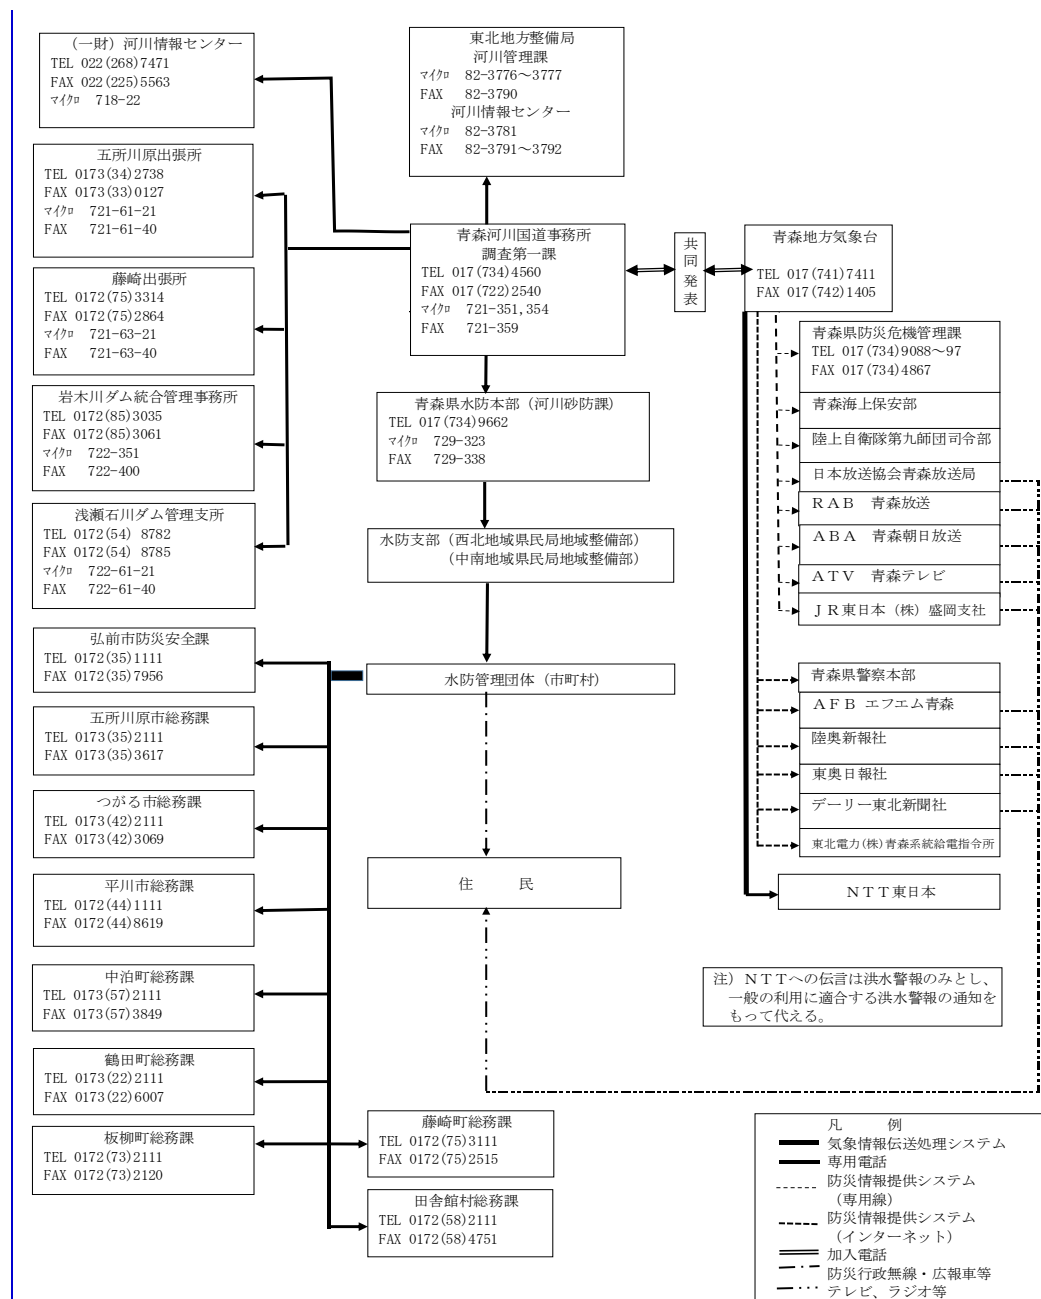 (一財) 河川情報センター
TEL 022(268)7471
FAX 022(225)5563
ﾏｲｸﾛ 718-22
五所川原出張所
TEL 0173(34)2738
FAX 0173(33)0127
ﾏｲｸﾛ 721-61-21
FAX 721-61-40
藤崎出張所
TEL 0172(75)3314
FAX 0172(75)2864
ﾏｲｸﾛ 721-63-21
FAX 721-63-40
岩木川ダム統合管理事務所
TEL 0172(85)3035
FAX 0172(85)3061
ﾏｲｸﾛ 722-351
FAX 722-400
浅瀬石川ダム管理支所
TEL 0172(54) 8782
FAX 0172(54) 8785
ﾏｲｸﾛ 722-61-21
FAX 722-61-40
弘前市防災安全課
TEL 0172(35)1111
FAX 0172(35)7956
五所川原市総務課
TEL 0173(35)2111
FAX 0173(35)3617
つがる市総務課
TEL 0173(42)2111
FAX 0173(42)3069
平川市総務課
TEL 0172(44)1111
FAX 0172(44)8619
中泊町総務課
TEL 0173(57)2111
FAX 0173(57)3849
鶴田町総務課
TEL 0173(22)2111
FAX 0173(22)6007
板柳町総務課
TEL 0172(73)2111
FAX 0172(73)2120
東北地方整備局
河川管理課
ﾏｲｸﾛ 82-3776～3777
FAX 82-3790
河川情報センター
ﾏｲｸﾛ 82-3781
FAX 82-3791～3792
青森河川国道事務所
調査第一課
TEL 017(734)4560
FAX 017(722)2540
ﾏｲｸﾛ 721-351,354
FAX 721-359
青森県水防本部（河川砂防課）
TEL 017(734)9662
ﾏｲｸﾛ 729-323
FAX 729-338
水防支部（西北地域県民局地域整備部）
（中南地域県民局地域整備部）
水防管理団体（市町村）
住 民
藤崎町総務課
TEL 0172(75)3111
FAX 0172(75)2515
田舎館村総務課
TEL 0172(58)2111
FAX 0172(58)4751
共同発表
青森地方気象台
TEL 017(741)7411
FAX 017(742)1405
青森県防災危機管理課
TEL 017(734)9088～97
FAX 017(734)4867
青森海上保安部
陸上自衛隊第九師団司令部
日本放送協会青森放送局
ＲＡＢ 青森放送
ＡＢＡ 青森朝日放送
ＡＴＶ 青森テレビ
ＪＲ東日本（株）盛岡支社
青森県警察本部
ＡＦＢ エフエム青森
陸奥新報社
東奥日報社
デーリー東北新聞社
東北電力(株)青森系統給電指令所
ＮＴＴ東日本
注）ＮＴＴへの伝言は洪水警報のみとし、
一般の利用に適合する洪水警報の通知を
もって代える。
凡 例
気象情報伝送処理システム
専用電話
防災情報提供システム
（専用線）
防災情報提供システム
（インターネット）
加入電話
防災行政無線・広報車等
テレビ、ラジオ等